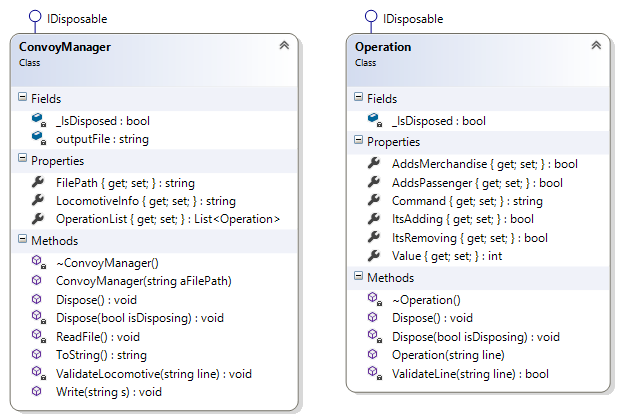 IDisposable
ConvoyManager
Class
Fields
_IsDisposed : bool
outputFile : string
Properties
FilePath { get; set; } : string
LocomotiveInfo { get; set; } : string
OperationList { get; set; } : List<Operation>
Methods
~ConvoyManager()
ConvoyManager(string aFilePath)
Dispose() : void
Dispose(bool isDisposing) : void
ReadFile() : void
ToString() : string
ValidateLocomotive(string line) : void
Write(string s) : void
IDisposable
Operation
Class
Fields
_IsDisposed : bool
Properties
AddsMerchandise { get; set; } : bool
AddsPassenger { get; set; } : bool
Command { get; set; } : string
ItsAdding { get; set; } : bool
ItsRemoving { get; set; } : bool
Value { get; set; } : int
Methods
~Operation()
Dispose() : void
Dispose(bool isDisposing) : void
Operation(string line)
ValidateLine(string line) : bool